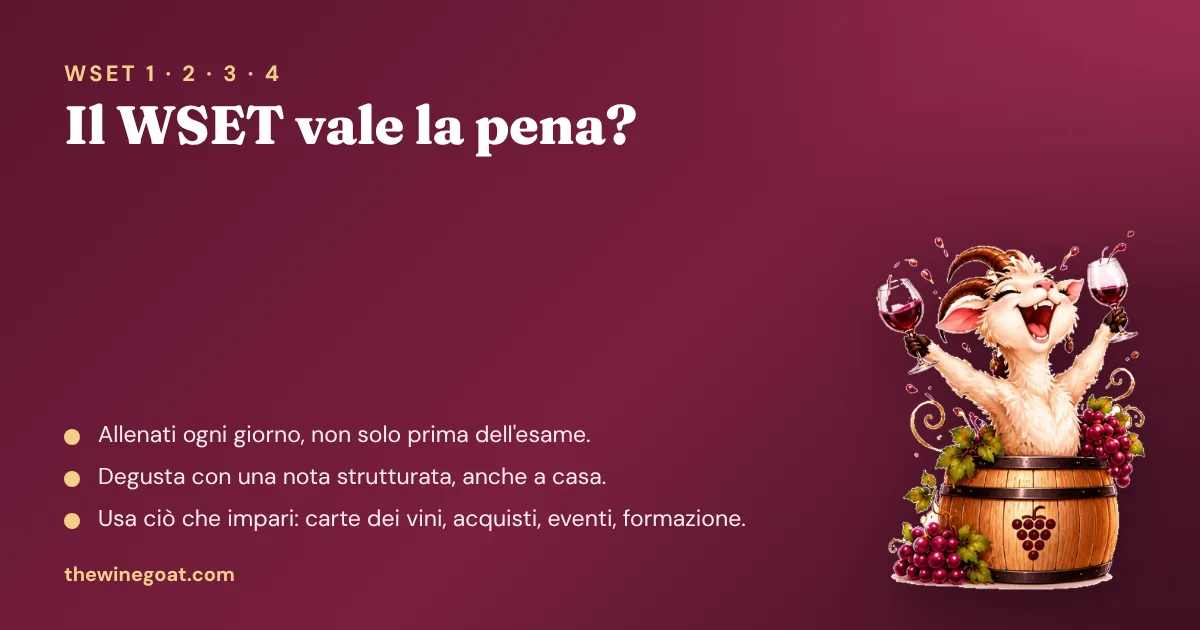 WSET 1 · 2 · 3 · 4
Il WSET vale la pena?
Allenati ogni giorno, non solo prima dell'esame.
Degusta con una nota strutturata, anche a casa.
Usa ciò che impari: carte dei vini, acquisti, eventi, formazione.
thewinegoat.com